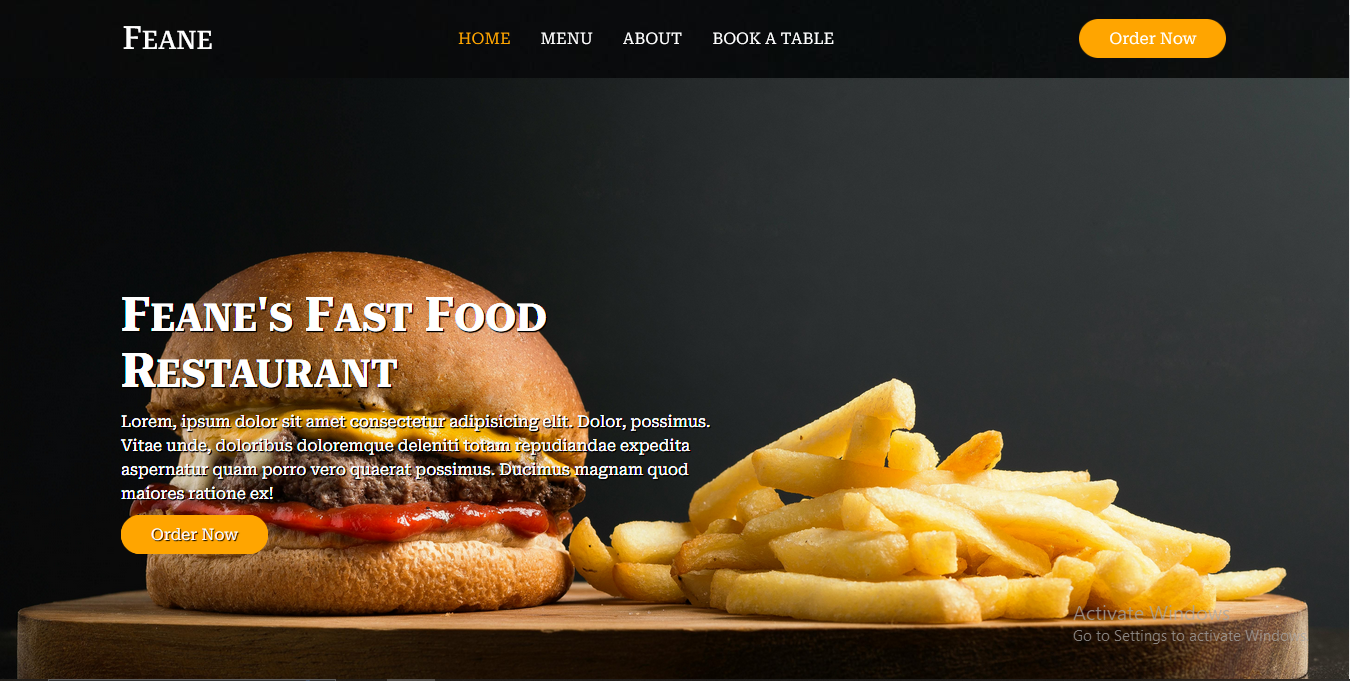 FEANE
HOME MENU ABOUT BOOK A TABLE
Order Now
FEANE'S FAST FOOD
RESTAURANT
Lorem, ipsum dolor sit amet consectetur adipisicing elit. Dolor, possimus.
Vitae unde, doloribus doloremque deleniti totam repudiandae expedita
aspernatur quam porro vero quaerat possimus. Ducimus magnam quod
maiores ratione ex!
Order Now
Activate Windows
Go to Settings to activate Windows.